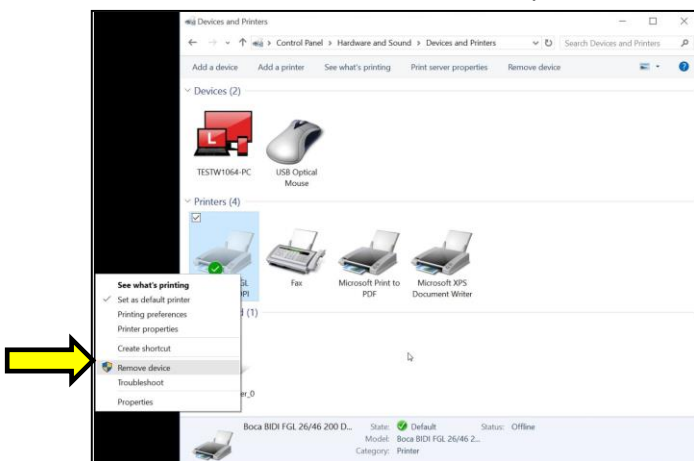 Devices and Printers
Control Panel > Hardware and Sound > Devices and Printers
Search Devices and Printers
Add a device Add a printer See what's printing Print server properties Remove device
Devices (2)
TESTW1064-PC
USB Optical
Mouse
Printers (4)
GL
PI
Fax
Microsoft Print to
PDF
Microsoft XPS
Document Writer
See what's printing
Set as default printer
Printing preferences
Printer properties
Create shortcut
Remove device
Troubleshoot
Properties
d (1)
er_0
Boca BIDI FGL 26/46 200 D... State: Default Status: Offline
Model: Boca BIDI FGL 26/46 2...
Category: Printer